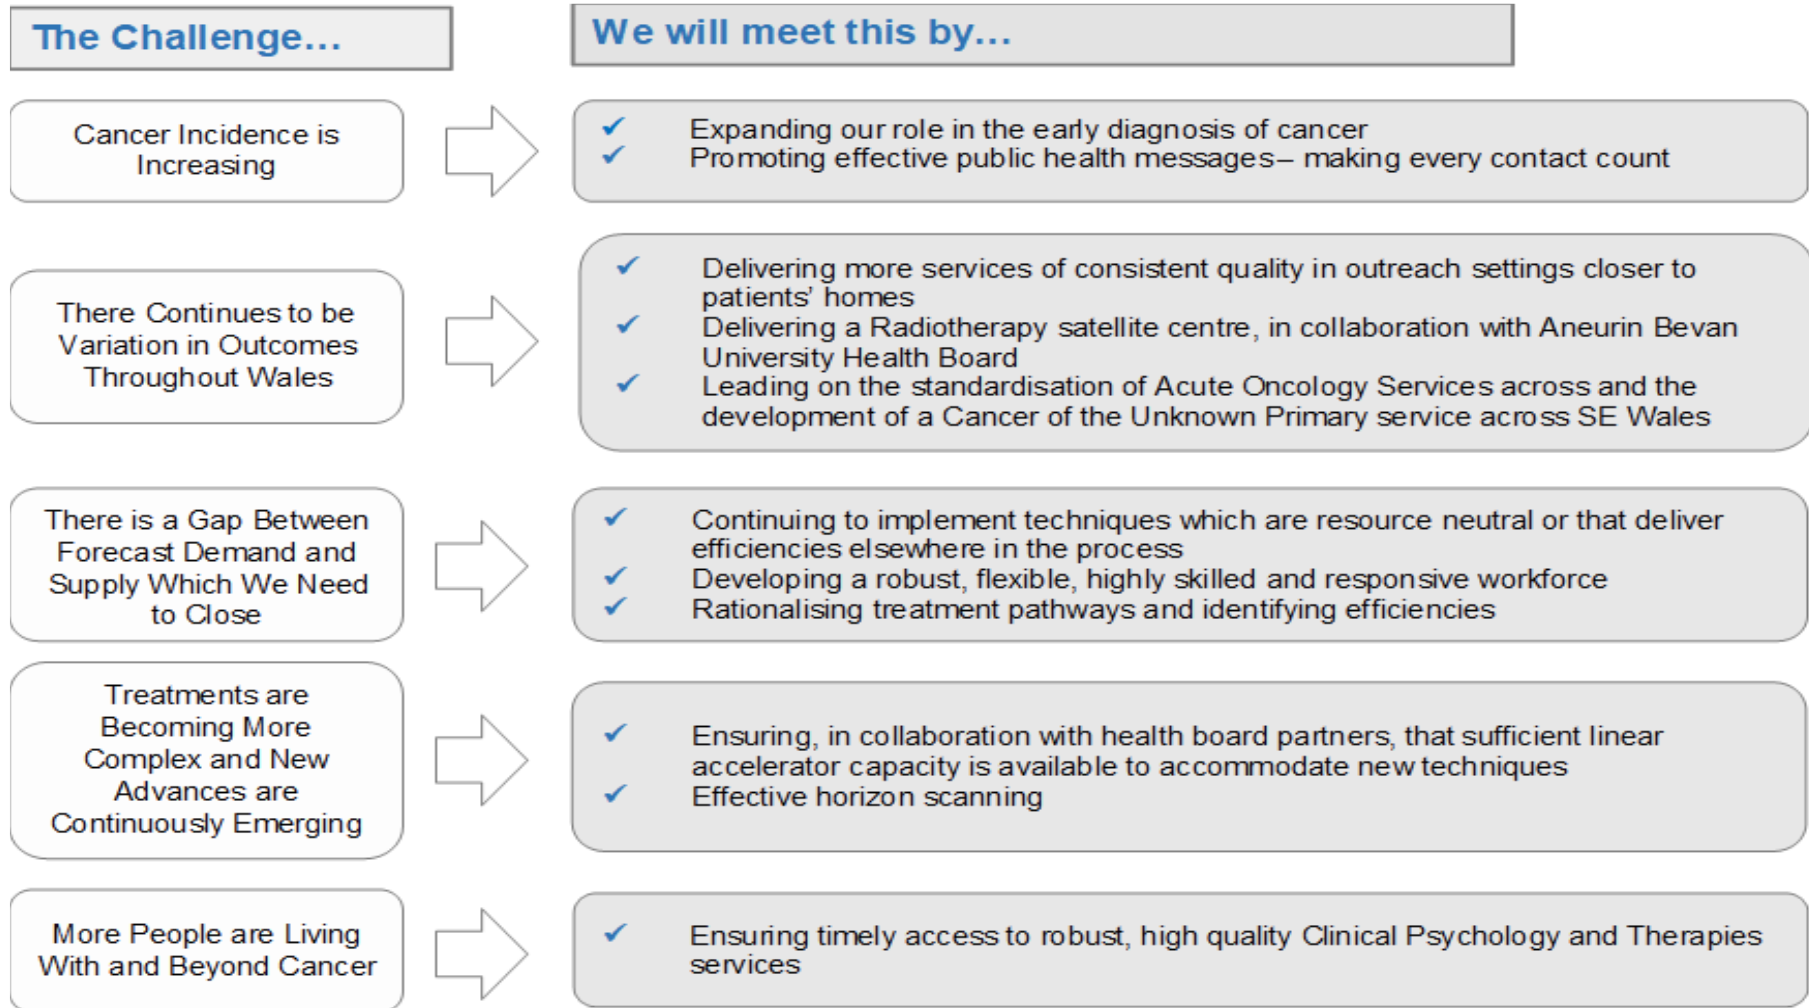 The Challenge…
We will meet this by…
Cancer Incidence is
Increasing
✓ Expanding our role in the early diagnosis of cancer
✓ Promoting effective public health messages – making every contact count
There Continues to be
Variation in Outcomes
Throughout Wales
✓ Delivering more services of consistent quality in outreach settings closer to
patients’ homes
✓ Delivering a Radiotherapy satellite centre, in collaboration with Aneurin Bevan
University Health Board
✓ Leading on the standardisation of Acute Oncology Services across and the
development of a Cancer of the Unknown Primary service across SE Wales
There is a Gap Between
Forecast Demand and
Supply Which We Need
to Close
✓ Continuing to implement techniques which are resource neutral or that deliver
efficiencies elsewhere in the process
✓ Developing a robust, flexible, highly skilled and responsive workforce
✓ Rationalising treatment pathways and identifying efficiencies
Treatments are
Becoming More
Complex and New
Advances are
Continuously Emerging
✓ Ensuring, in collaboration with health board partners, that sufficient linear
accelerator capacity is available to accommodate new techniques
✓ Effective horizon scanning
More People are Living
With and Beyond Cancer
✓ Ensuring timely access to robust, high quality Clinical Psychology and Therapies
services